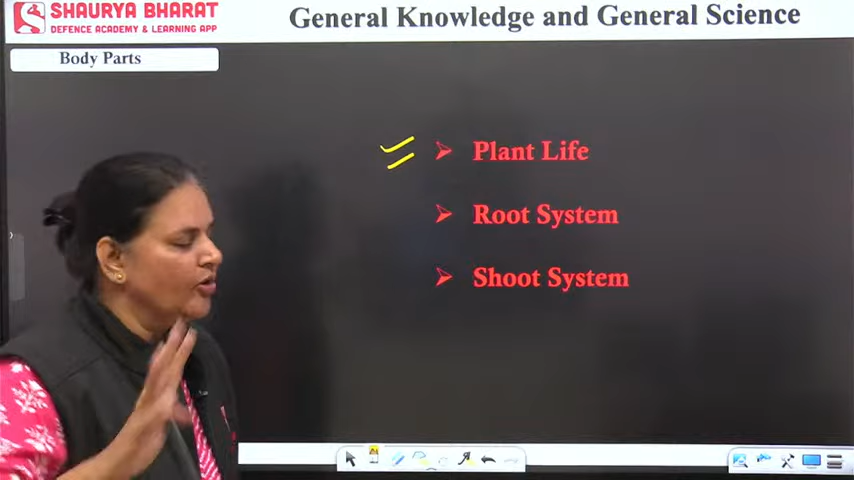 SHAURYA BHARAT
DEFENCE ACADEMY & LEARNING APP
General Knowledge and General Science
Body Parts
Plant Life
Root System
Shoot System